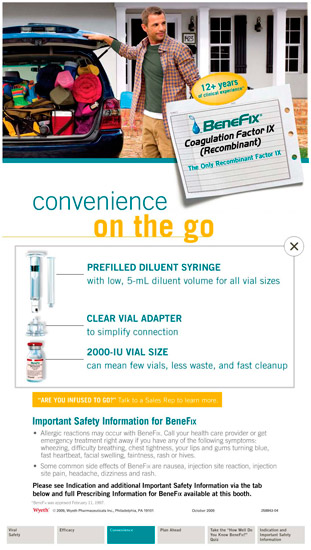 12+ years
of clinical experience*
BENEFIX®
Coagulation Factor IX
(Recombinant)
The Only Recombinant Factor IX
convenience
on the go
PREFILLED DILUENT SYRINGE
with low, 5-mL diluent volume for all vial sizes
CLEAR VIAL ADAPTER
to simplify connection
2000-IU VIAL SIZE
can mean few vials, less waste, and fast cleanup
"ARE YOU INFUSED TO GO?" Talk to a Sales Rep to learn more.
Important Safety Information for BENEFIX
• Allergic reactions may occur with BENEFIX. Call your health care provider or get
emergency treatment right away if you have any of the following symptoms:
wheezing, difficulty breathing, chest tightness, your lips and gums turning blue,
fast heartbeat, facial swelling, faintness, rash or hives.
• Some common side effects of BENEFIX are nausea, injection site reaction, injection
site pain, headache, dizziness and rash.
Please see Indication and additional Important Safety Information via the tab
below and full Prescribing Information for BENEFIX available at this booth.
*BENEFIX was approved February 11, 1997.
Wyeth® © 2009, Wyeth Pharmaceuticals Inc., Philadelphia, PA 19101 October 2009
Viral
Safety
Efficacy
Convenience
Plan Ahead
Take the "How Well Do
You Know BENEFIX?"
Quiz
Indication and
Important Safety
Information